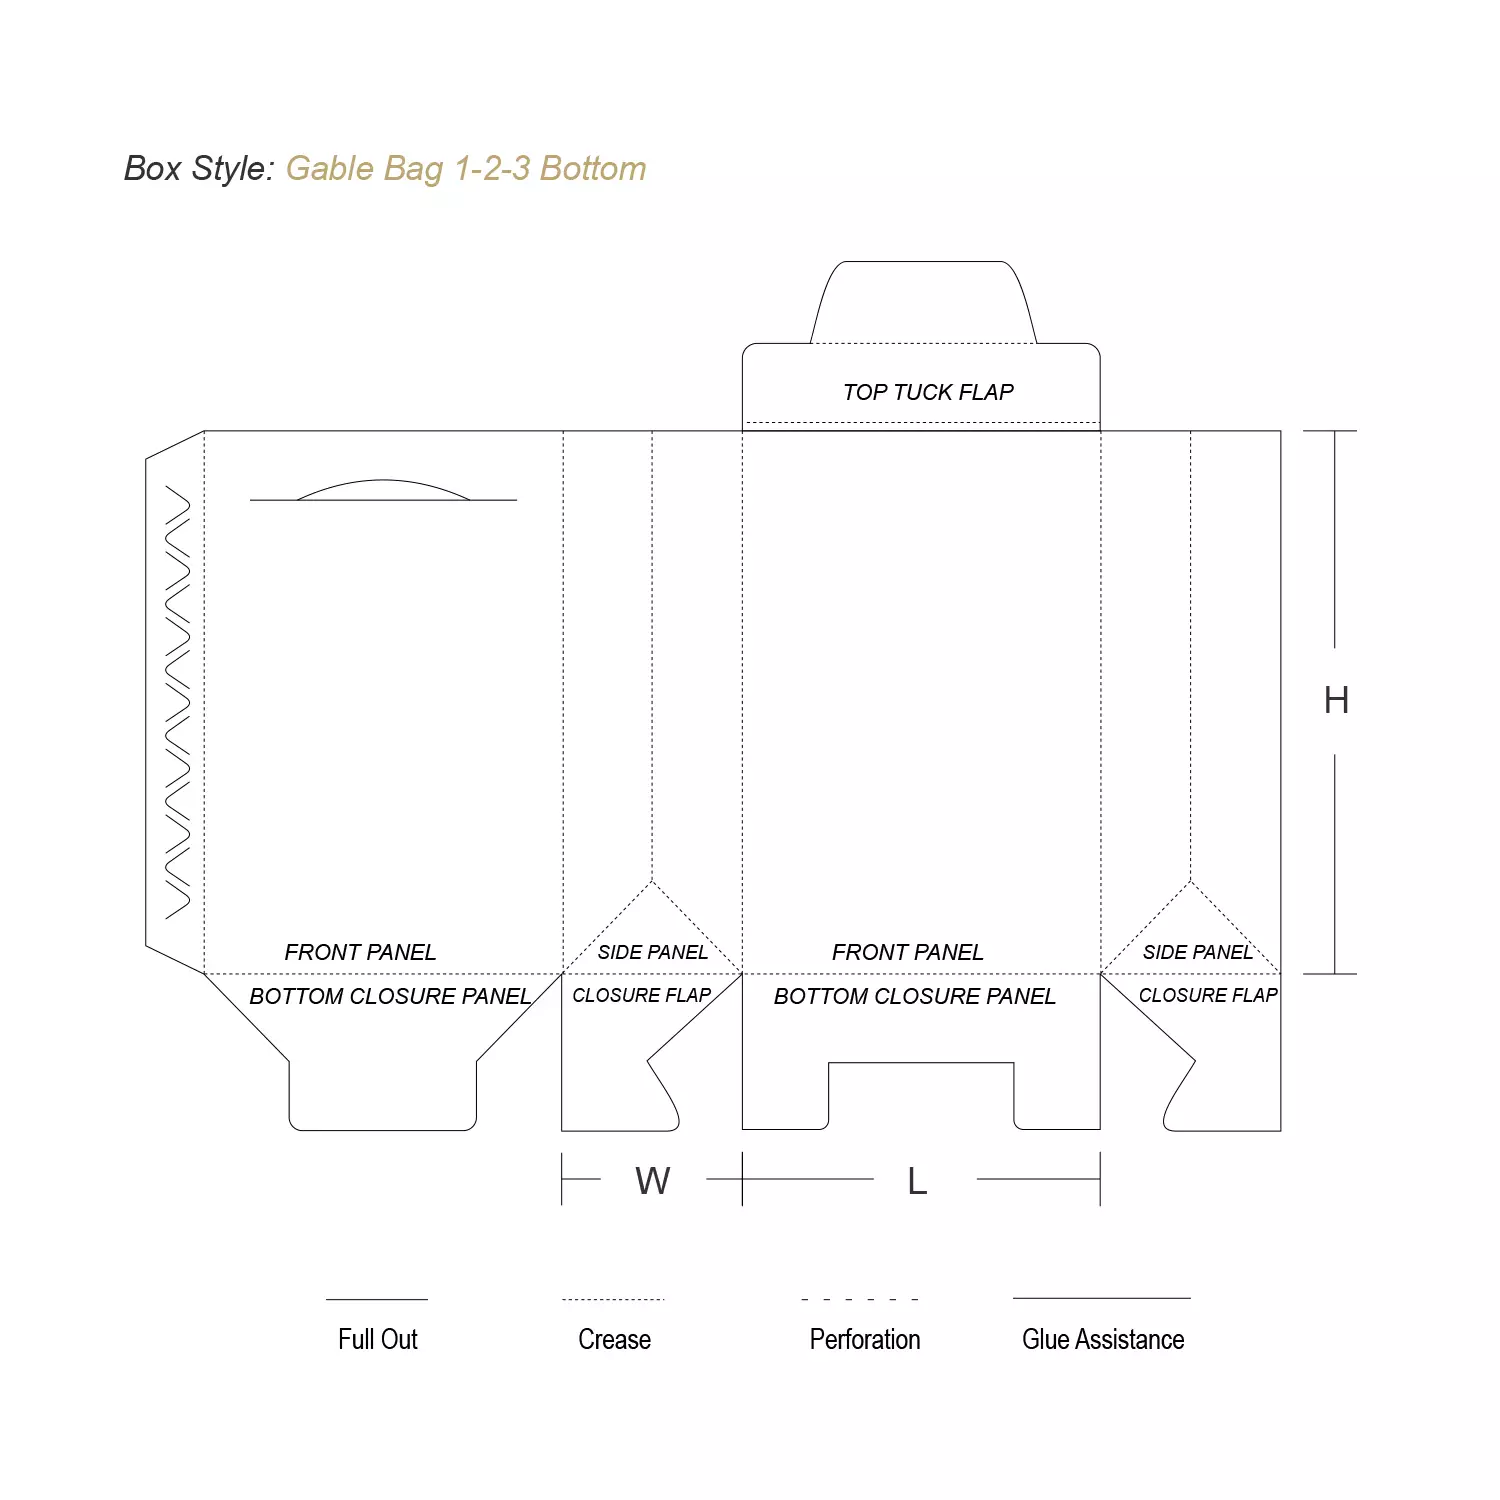 Box Style: Gable Bag 1-2-3 Bottom
TOP TUCK FLAP
H
FRONT PANEL
SIDE PANEL
FRONT PANEL
SIDE PANEL
BOTTOM CLOSURE PANEL
CLOSURE FLAP
BOTTOM CLOSURE PANEL
CLOSURE FLAP
W
L
Full Out
Crease
Perforation
Glue Assistance